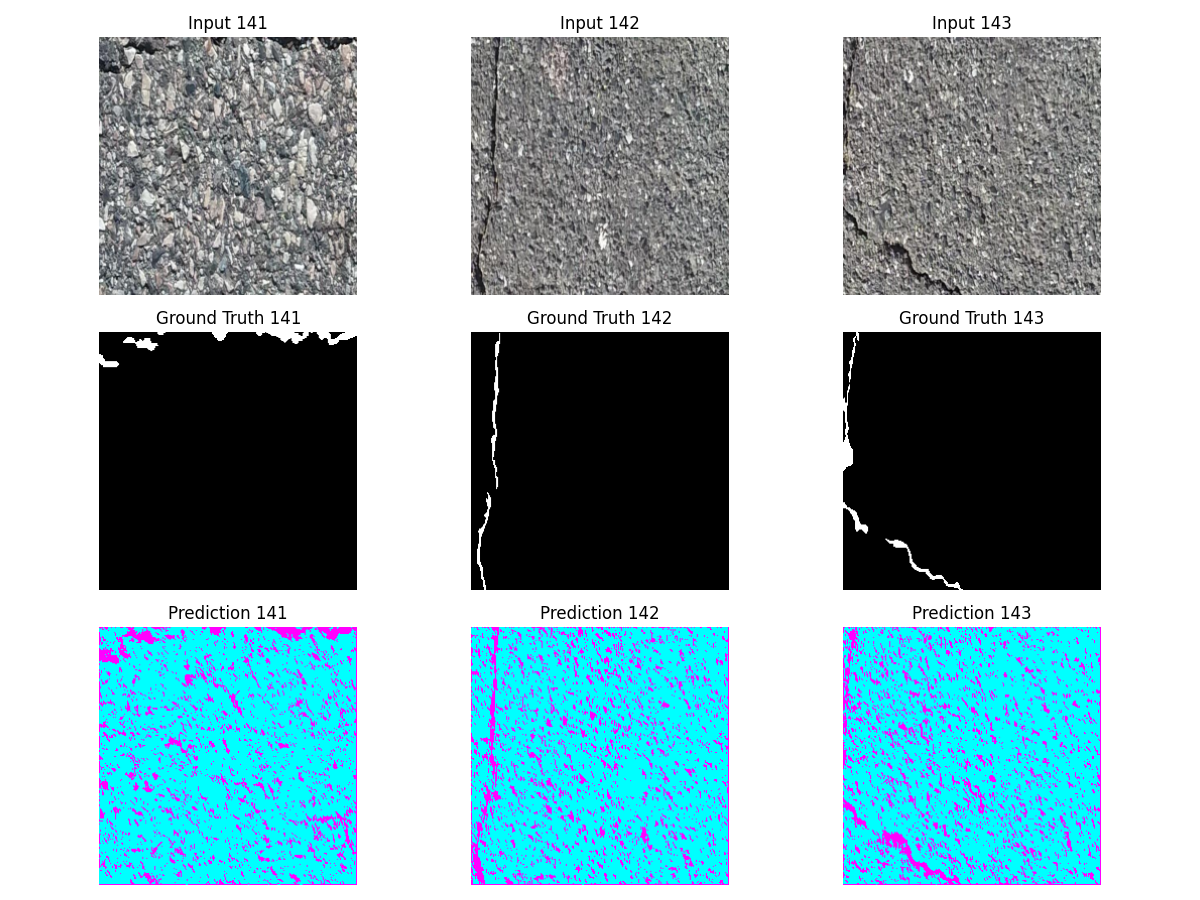 Input 141
Input 142
Input 143
Ground Truth 141
Ground Truth 142
Ground Truth 143
Prediction 141
Prediction 142
Prediction 143